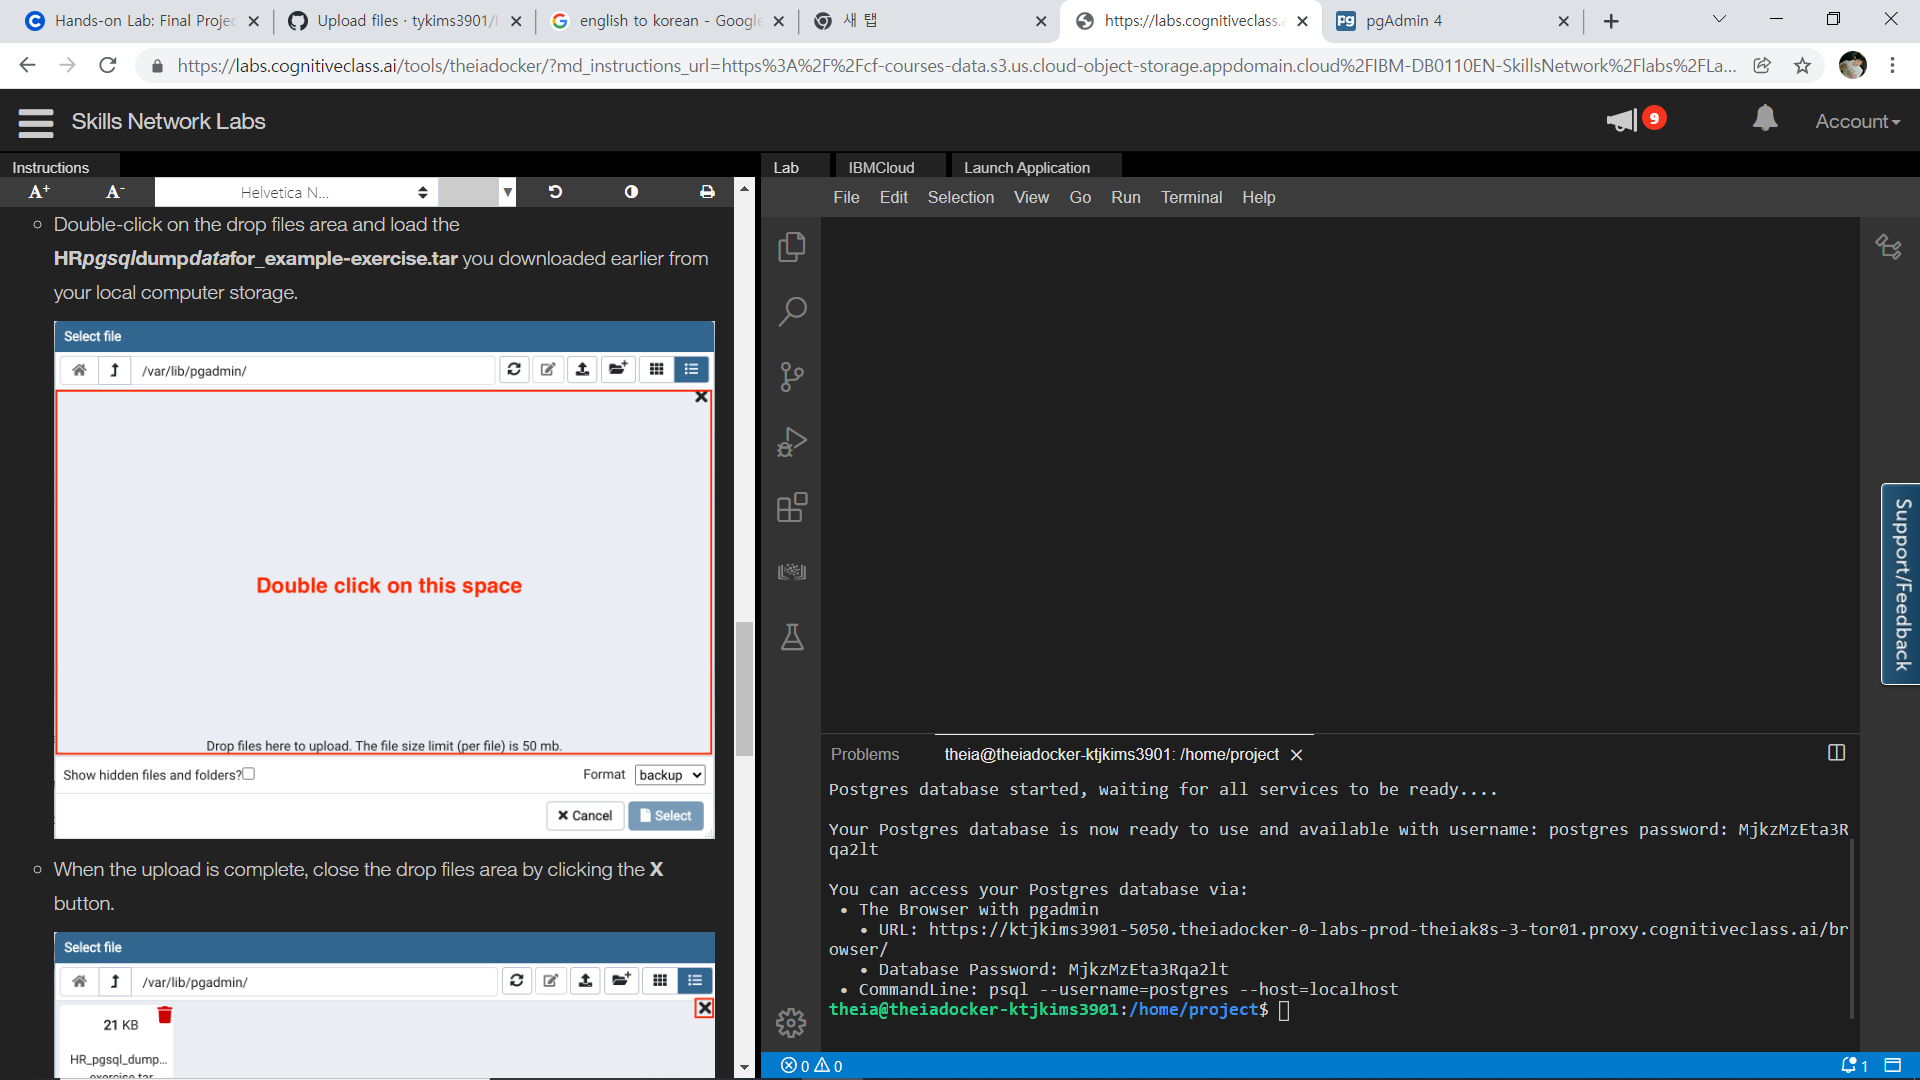 Hands-on Lab: Final Projec
Upload files · tykims3901/
english to korean - Google
새 탭
https://labs.cognitiveclass.a
pgAdmin 4
https://labs.cognitiveclass.ai/tools/theiadocker/?md_instructions_url=https%3A%2F%2Fcf-courses-data.s3.us.cloud-object-storage.appdomain.cloud%2FIBM-DB0110EN-SkillsNetwork%2Flabs%2FLa...
Skills Network Labs
9
Account
Instructions
A+ A- Helvetica N...
Double-click on the drop files area and load the
HRpgsqldumpdatafor_example-exercise.tar you downloaded earlier from
your local computer storage.
Select file
/var/lib/pgadmin/
Double click on this space
Drop files here to upload. The file size limit (per file) is 50 mb.
Show hidden files and folders?
Format backup
Cancel
Select
When the upload is complete, close the drop files area by clicking the X
button.
Select file
/var/lib/pgadmin/
21 KB
HR_pgsql_dump...
exercise.tar
Lab
IBMCloud
Launch Application
File Edit Selection View Go Run Terminal Help
Support/Feedback
Problems
theia@theiadocker-ktjkims3901: /home/project
Postgres database started, waiting for all services to be ready....
Your Postgres database is now ready to use and available with username: postgres password: MjkzMzEta3R
qa2lt
You can access your Postgres database via:
• The Browser with pgadmin
• URL: https://ktjkims3901-5050.theiadocker-0-labs-prod-theiak8s-3-tor01.proxy.cognitiveclass.ai/br
owser/
• Database Password: MjkzMzEta3Rqa2lt
• CommandLine: psql --username=postgres --host=localhost
theia@theiadocker-ktjkims3901:/home/project$
0 0
1